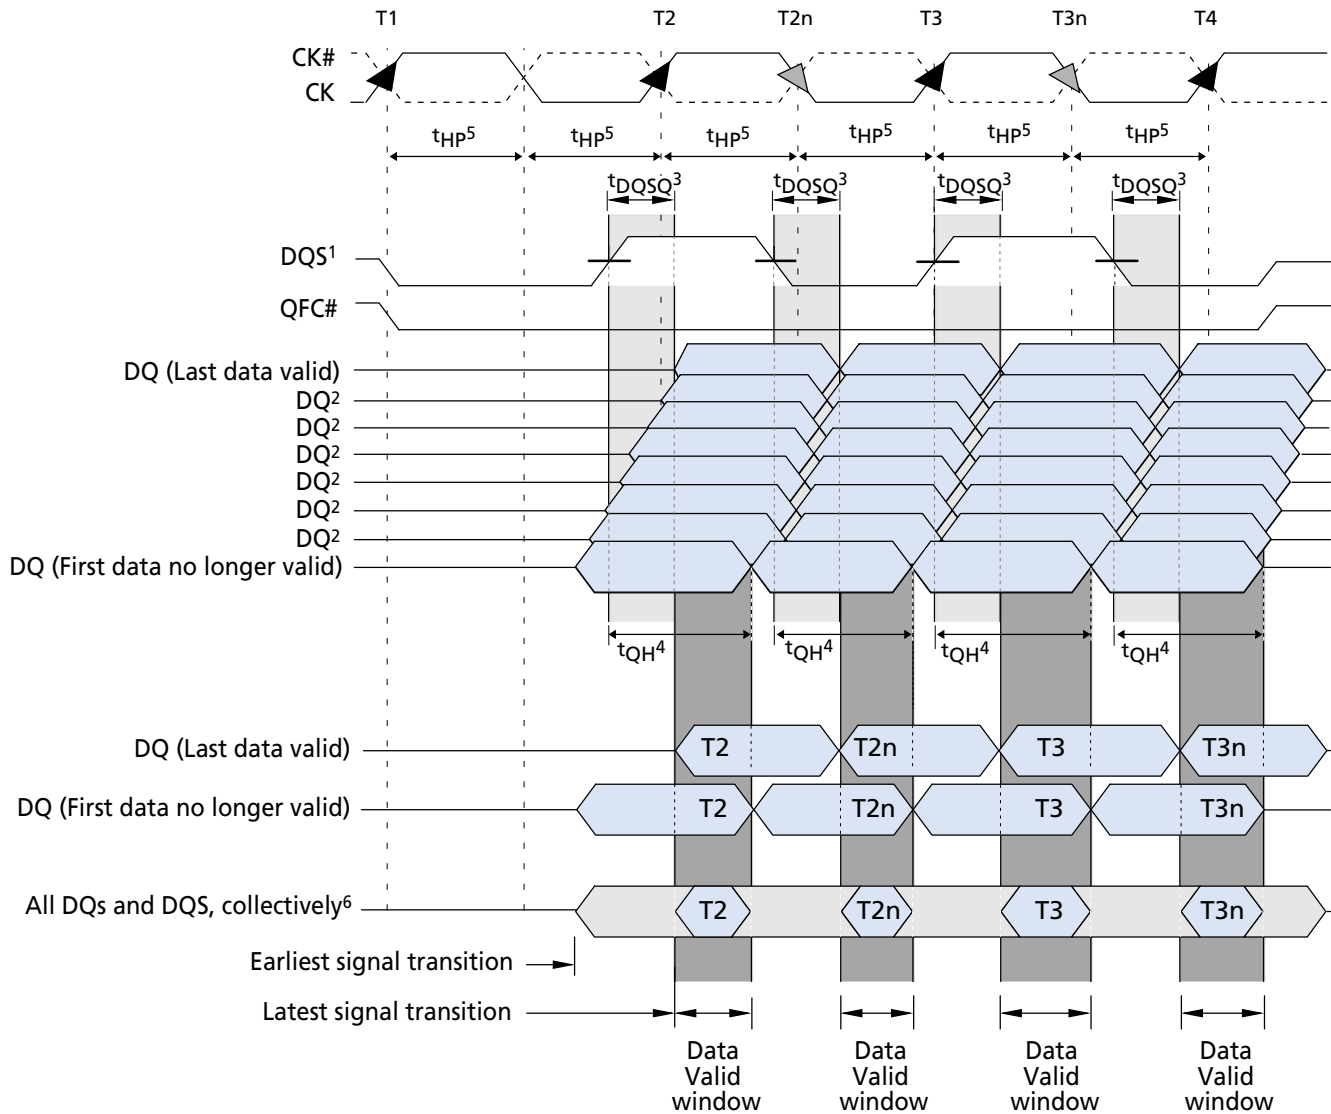 T1 T2 T2n T3 T3n T4
CK#
CK
tHP5 tHP5 tHP5 tHP5 tHP5 tHP5
tDQSQ3 tDQSQ3 tDQSQ3 tDQSQ3
DQS1
QFC#
DQ (Last data valid)
DQ2
DQ2
DQ2
DQ2
DQ2
DQ2
DQ (First data no longer valid)
tQH4 tQH4 tQH4 tQH4
DQ (Last data valid) T2 T2n T3 T3n
DQ (First data no longer valid) T2 T2n T3 T3n
All DQs and DQS, collectively6 T2 T2n T3 T3n
Earliest signal transition
Latest signal transition
Data Data Data Data
Valid Valid Valid Valid
window window window window